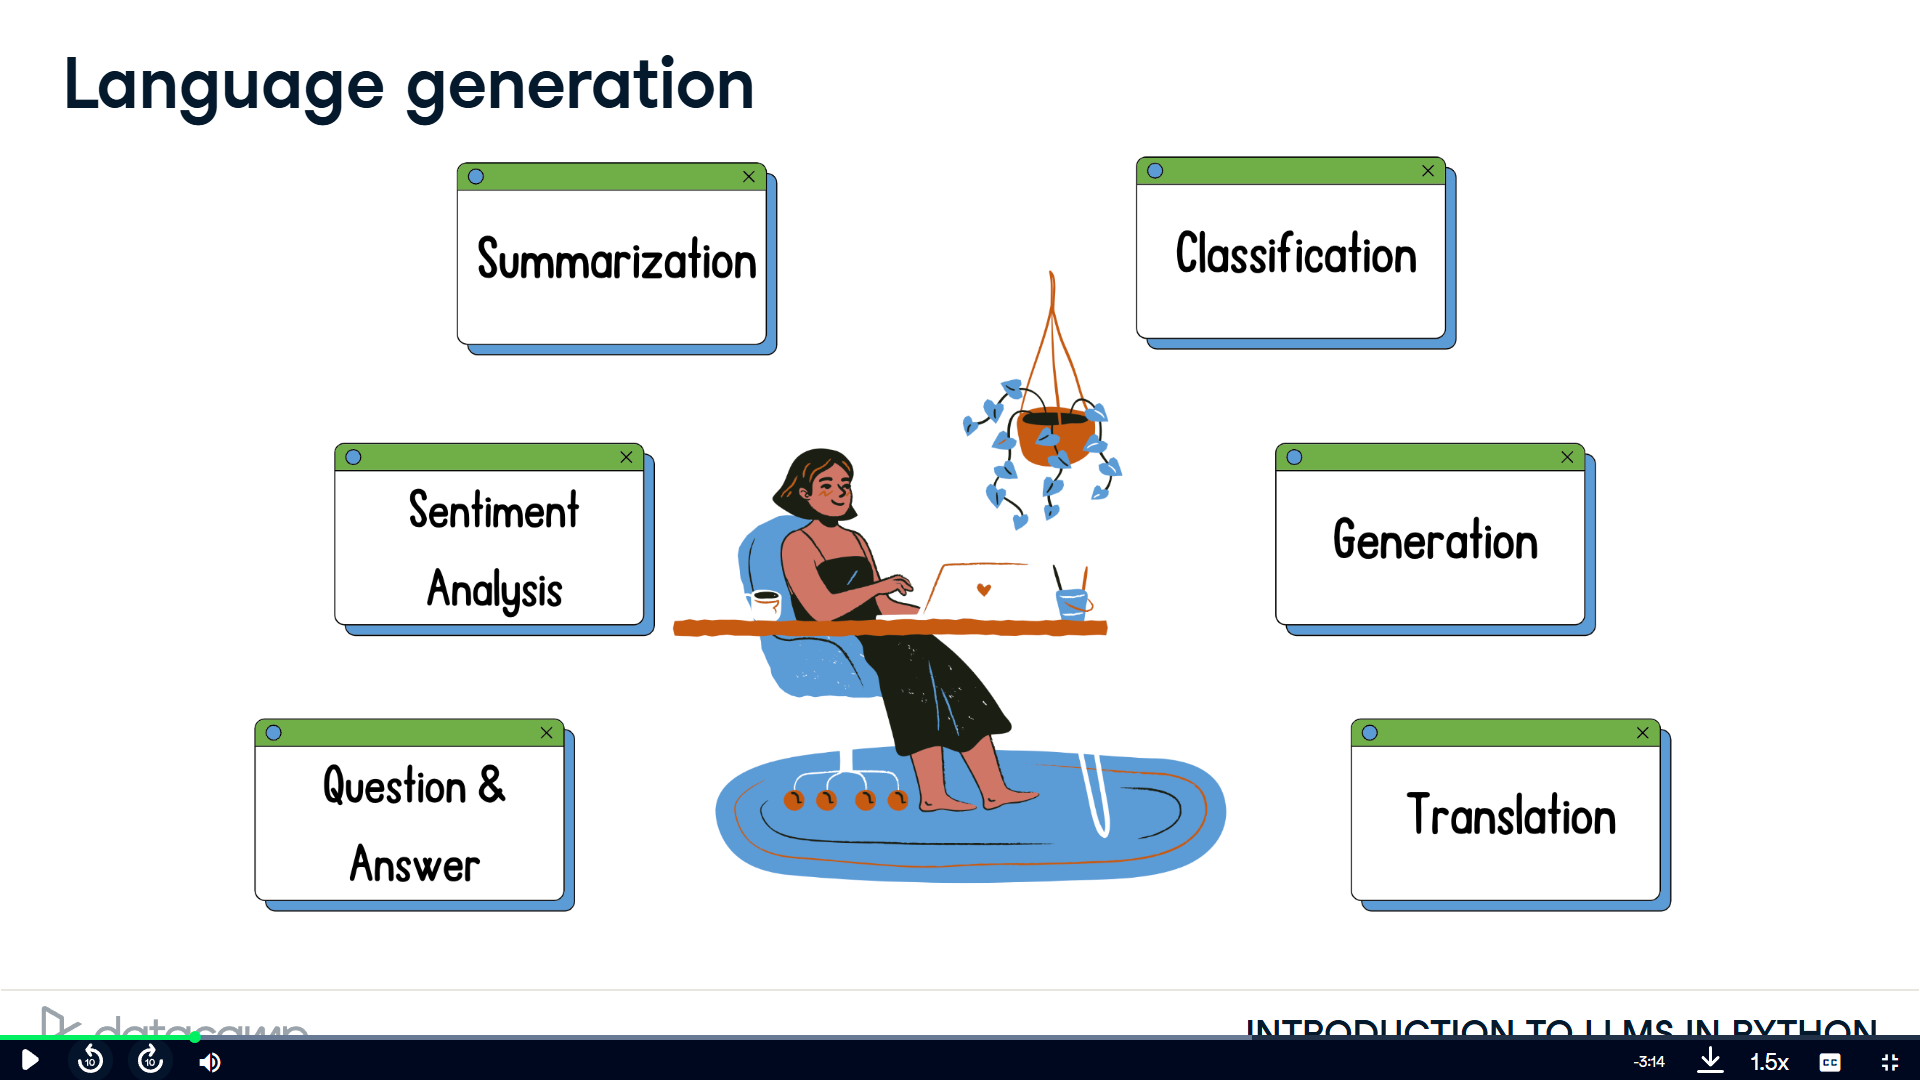 Language generation
Summarization
Classification
Sentiment
Analysis
Generation
Question &
Answer
Translation
datacamp
INTRODUCTION TO LLMS IN PYTHON
10
10
-3:14
1.5x
CC